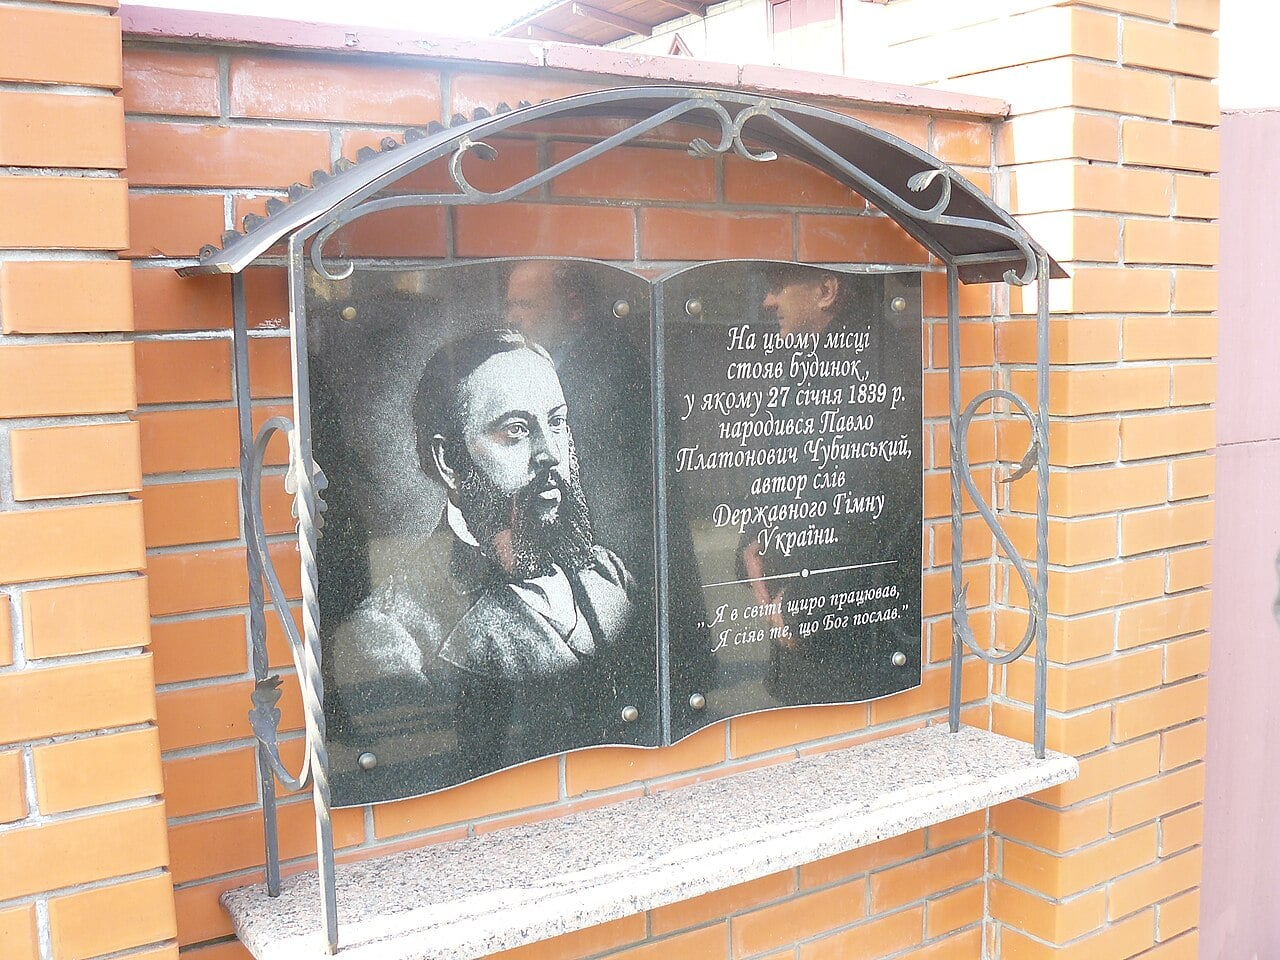 На цьому місці
стояв будинок,
у якому 27 січня 1839 р.
народився Павло
Платонович Чубинський,
автор слів
Державного Гімну
України.
„Я в світі щиро працював,
Я сіяв те, що Бог послав.”